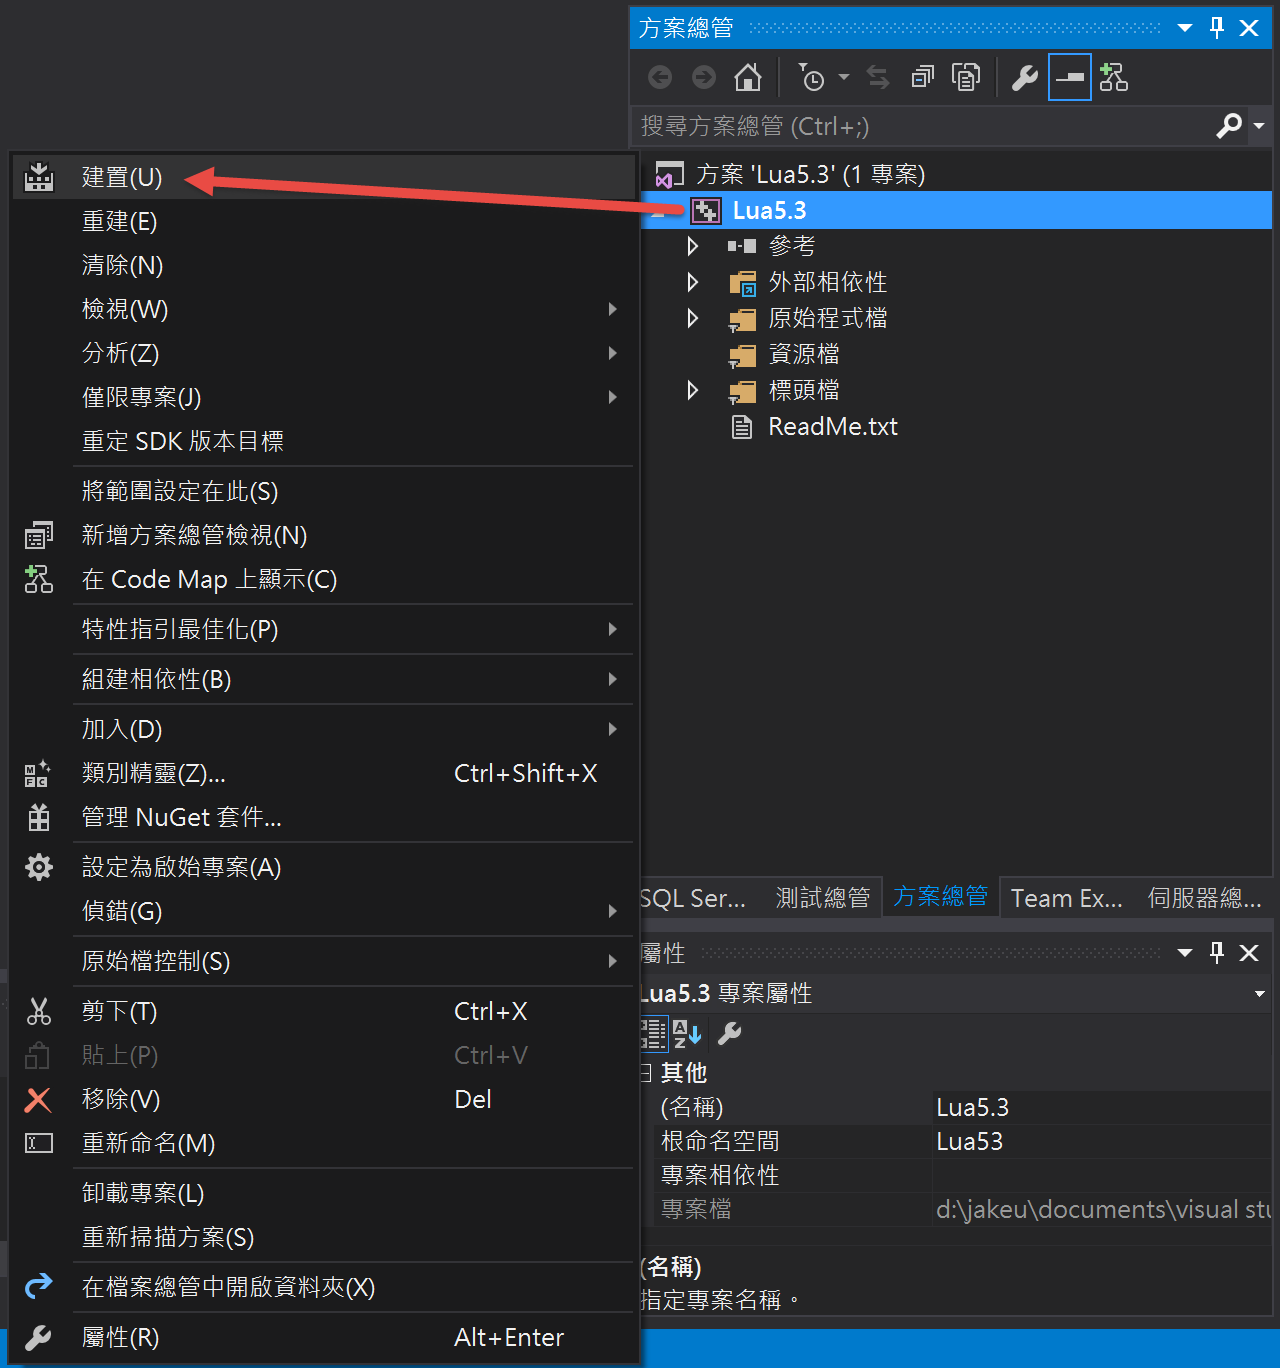 方案總管
搜尋方案總管 (Ctrl+;)
方案 'Lua5.3' (1 專案)
Lua5.3
參考
外部相依性
原始程式檔
資源檔
標頭檔
ReadMe.txt
建置(U)
重建(E)
清除(N)
檢視(W)
分析(Z)
僅限專案(J)
重定 SDK 版本目標
將範圍設定在此(S)
新增方案總管檢視(N)
在 Code Map 上顯示(C)
特性指引最佳化(P)
組建相依性(B)
加入(D)
類別精靈(Z)... Ctrl+Shift+X
管理 NuGet 套件...
設定為啟始專案(A)
偵錯(G)
原始檔控制(S)
剪下(T) Ctrl+X
貼上(P) Ctrl+V
移除(V) Del
重新命名(M)
卸載專案(L)
重新掃描方案(S)
在檔案總管中開啟資料夾(X)
屬性(R) Alt+Enter
SQL Ser... 測試總管 方案總管 Team Ex... 伺服器總...
屬性
Lua5.3 專案屬性
其他
(名稱) Lua5.3
根命名空間 Lua53
專案相依性
專案檔 d:\jakeu\documents\visual stu
(名稱)
指定專案名稱。